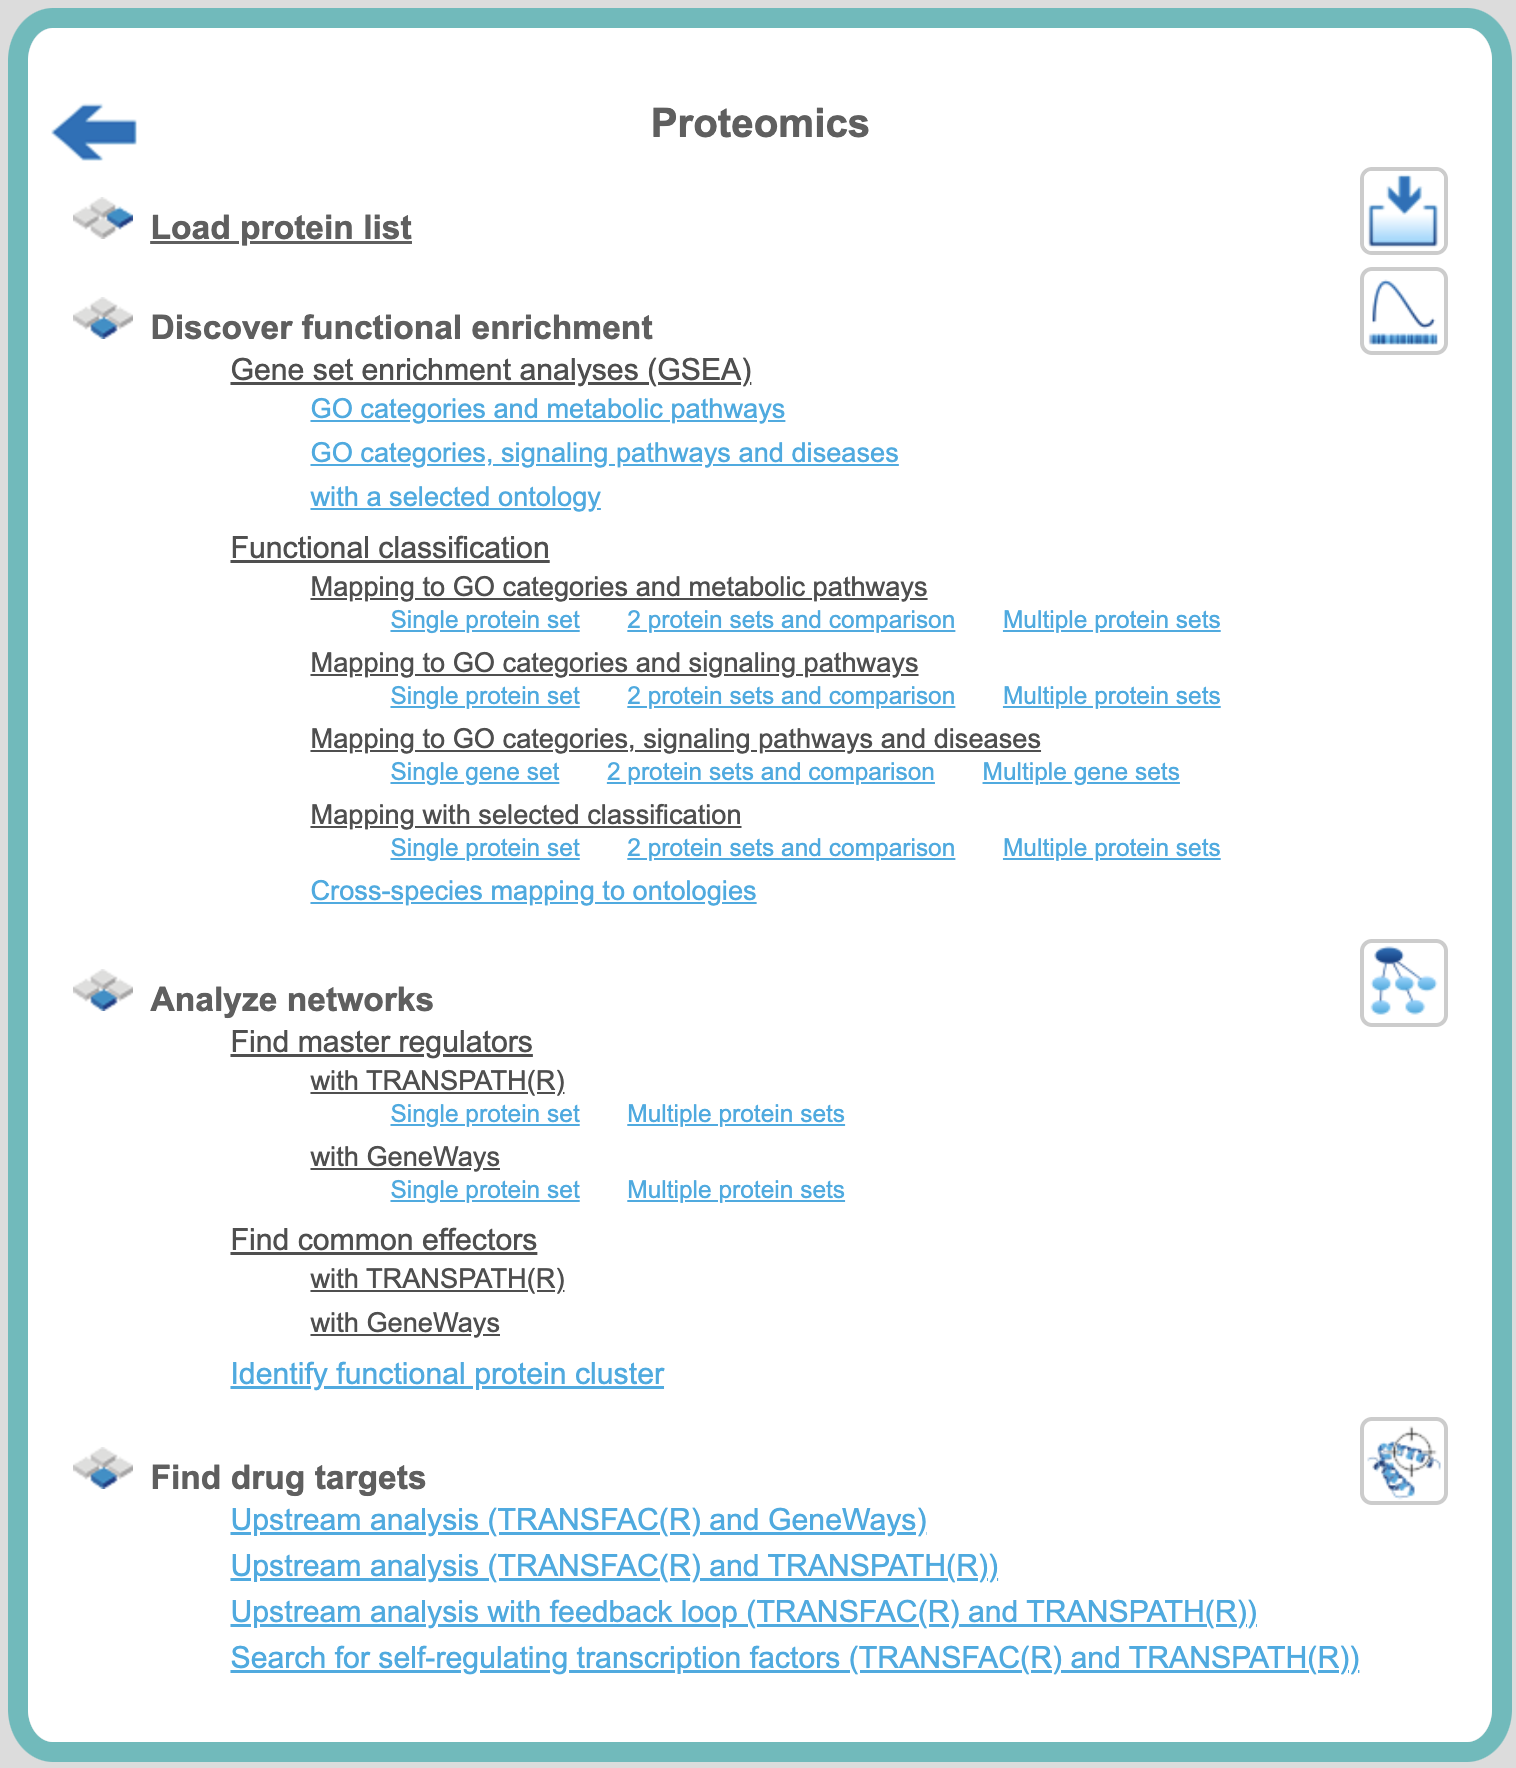 Proteomics
Load protein list
Discover functional enrichment
Gene set enrichment analyses (GSEA)
GO categories and metabolic pathways
GO categories, signaling pathways and diseases
with a selected ontology
Functional classification
Mapping to GO categories and metabolic pathways
Single protein set 2 protein sets and comparison Multiple protein sets
Mapping to GO categories and signaling pathways
Single protein set 2 protein sets and comparison Multiple protein sets
Mapping to GO categories, signaling pathways and diseases
Single gene set 2 protein sets and comparison Multiple gene sets
Mapping with selected classification
Single protein set 2 protein sets and comparison Multiple protein sets
Cross-species mapping to ontologies
Analyze networks
Find master regulators
with TRANSPATH(R)
Single protein set Multiple protein sets
with GeneWays
Single protein set Multiple protein sets
Find common effectors
with TRANSPATH(R)
with GeneWays
Identify functional protein cluster
Find drug targets
Upstream analysis (TRANSFAC(R) and GeneWays)
Upstream analysis (TRANSFAC(R) and TRANSPATH(R))
Upstream analysis with feedback loop (TRANSFAC(R) and TRANSPATH(R))
Search for self-regulating transcription factors (TRANSFAC(R) and TRANSPATH(R))